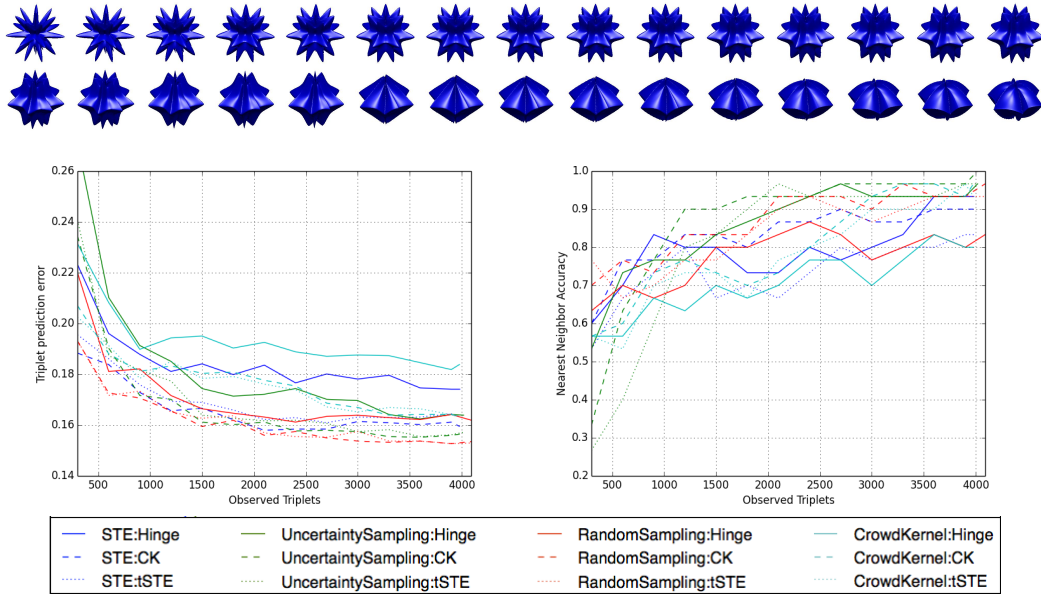 0.26
0.24
0.22
0.20
0.18
0.16
0.14
Triplet prediction error
500 1000 1500 2000 2500 3000 3500 4000
Observed Triplets
1.0
0.9
0.8
0.7
0.6
0.5
0.4
0.3
0.2
Nearest Neighbor Accuracy
500 1000 1500 2000 2500 3000 3500 4000
Observed Triplets
STE:Hinge UncertaintySampling:Hinge RandomSampling:Hinge CrowdKernel:Hinge
STE:CK UncertaintySampling:CK RandomSampling:CK CrowdKernel:CK
STE:tSTE UncertaintySampling:tSTE RandomSampling:tSTE CrowdKernel:tSTE